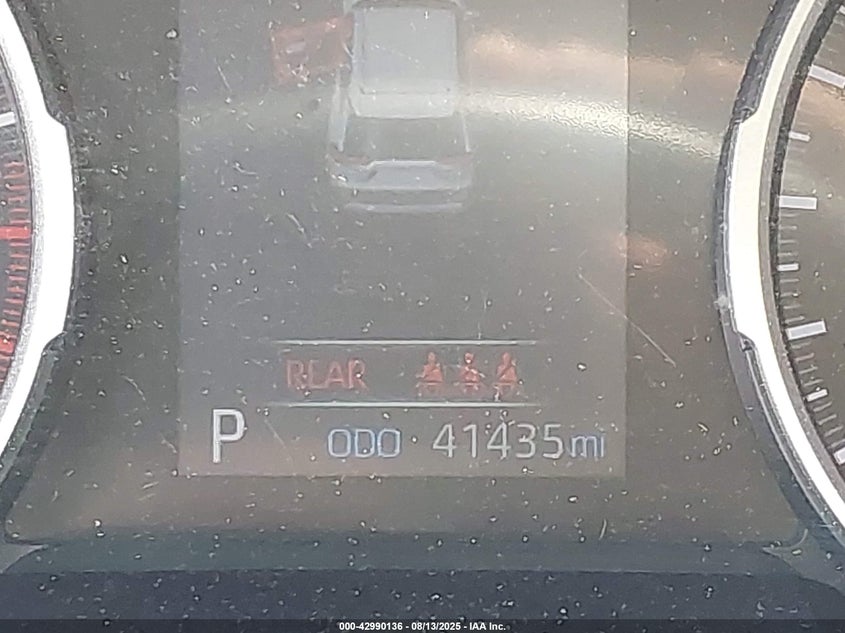 REAR
P ODO 41435mi
000-42990136 - 08/13/2025 - IAA Inc.